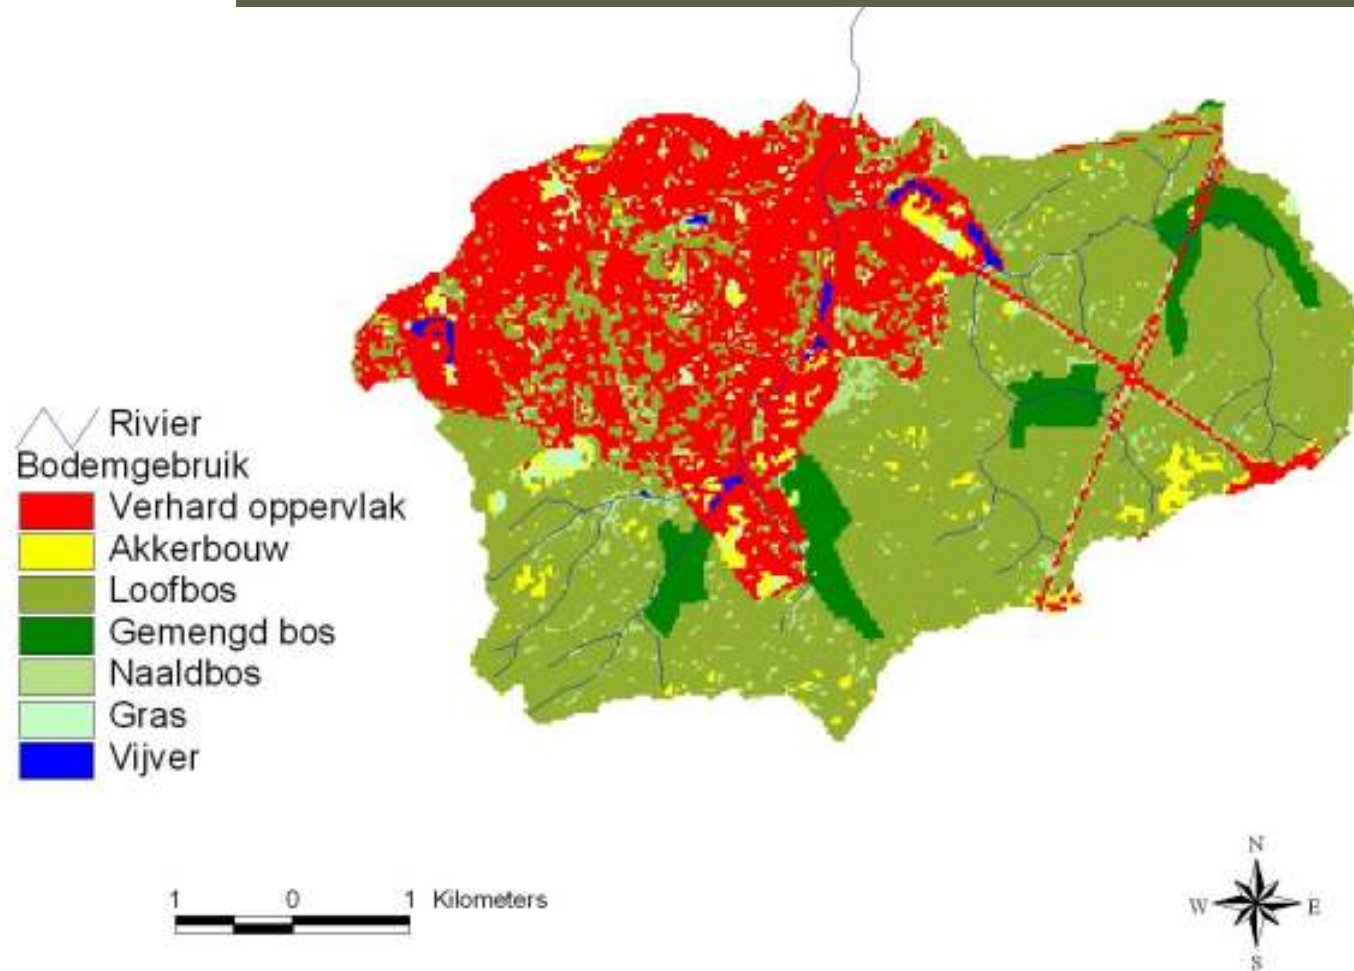 Rivier
Bodemgebruik
Verhard oppervlak
Akkerbouw
Loofbos
Gemengd bos
Naaldbos
Gras
Vijver
1 0 1 Kilometers
N
W E
S